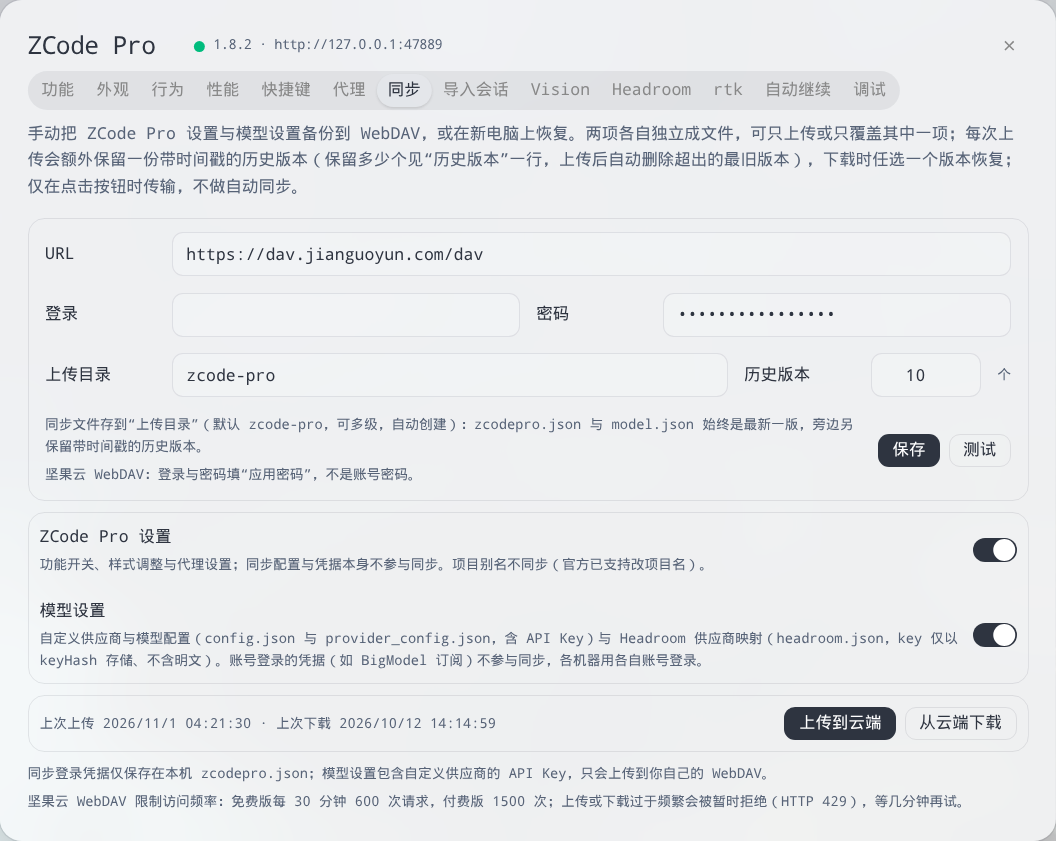 ZCode Pro
1.8.2 · http://127.0.0.1:47889
×
功能 外观 行为 性能 快捷键 代理 同步 导入会话 Vision Headroom rtk 自动继续 调试
手动把 ZCode Pro 设置与模型设置备份到 WebDAV，或在新电脑上恢复。两项各自独立成文件，可只上传或只覆盖其中一项；每次上
传会额外保留一份带时间戳的历史版本（保留多少个见“历史版本”一行，上传后自动删除超出的最旧版本），下载时任选一个版本恢复；
仅在点击按钮时传输，不做自动同步。
URL https://dav.jianguoyun.com/dav
登录 密码 ••••••••••••••••
上传目录 zcode-pro 历史版本 10 个
同步文件存到“上传目录”（默认 zcode-pro，可多级，自动创建）：zcodepro.json 与 model.json 始终是最新一版，旁边另
保留带时间戳的历史版本。
坚果云 WebDAV：登录与密码填“应用密码”，不是账号密码。
保存 测试
ZCode Pro 设置
功能开关、样式调整与代理设置；同步配置与凭据本身不参与同步。项目别名不同步（官方已支持改项目名）。
模型设置
自定义供应商与模型配置（config.json 与 provider_config.json，含 API Key）与 Headroom 供应商映射（headroom.json，key 仅以
keyHash 存储、不含明文）。账号登录的凭据（如 BigModel 订阅）不参与同步，各机器用各自账号登录。
上次上传 2026/11/1 04:21:30 · 上次下载 2026/10/12 14:14:59
上传到云端 从云端下载
同步登录凭据仅保存在本机 zcodepro.json；模型设置包含自定义供应商的 API Key，只会上传到你自己的 WebDAV。
坚果云 WebDAV 限制访问频率：免费版每 30 分钟 600 次请求，付费版 1500 次；上传或下载过于频繁会被暂时拒绝（HTTP 429），等几分钟再试。